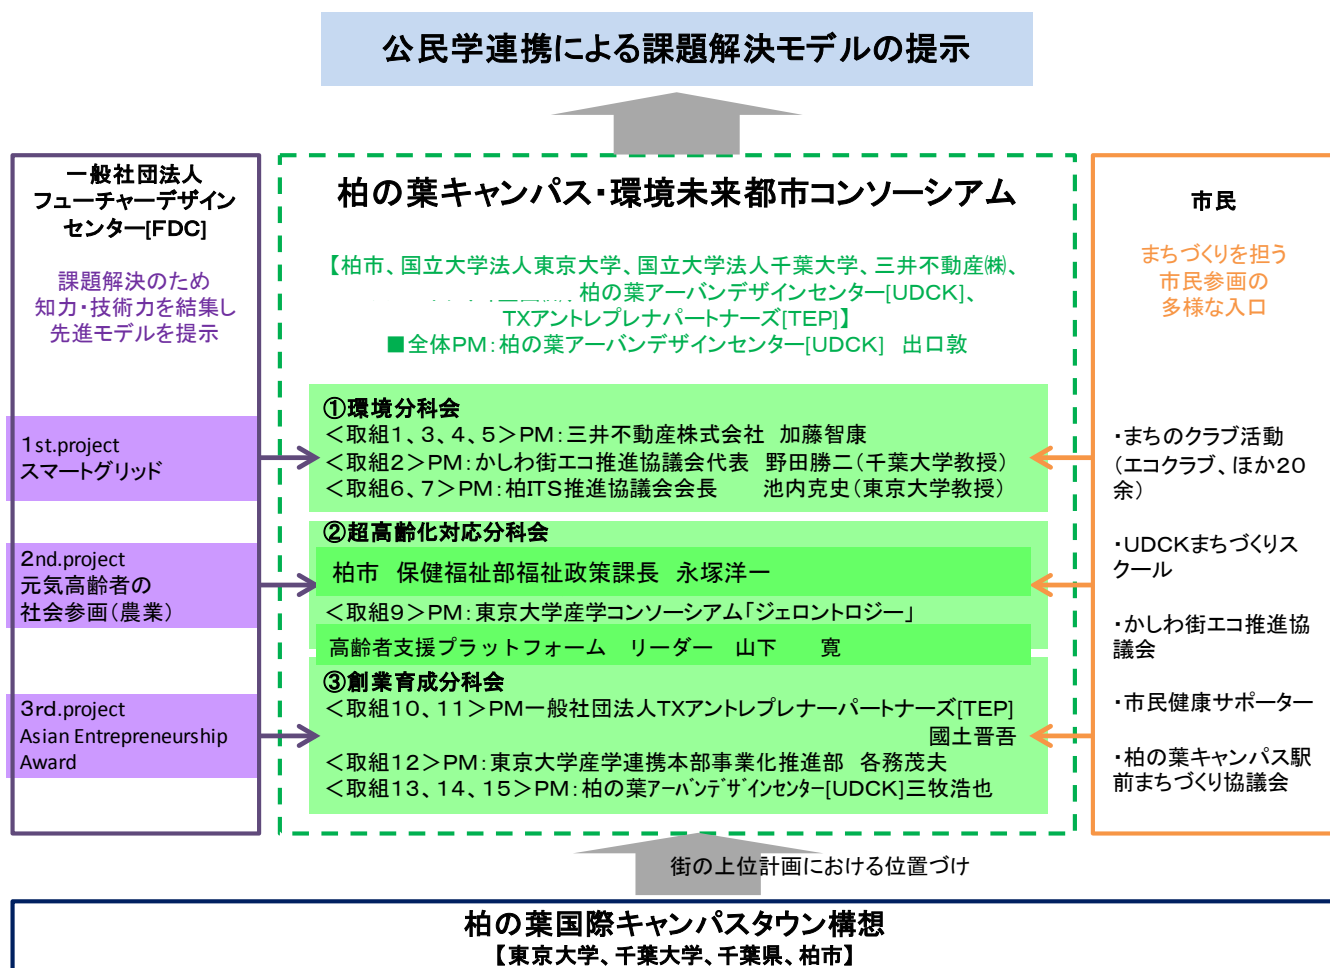 公民学連携による課題解決モデルの提示
一般社団法人
フューチャーデザイン
センター[FDC]
課題解決のため
知力・技術力を結集し
先進モデルを提示
1st.project
スマートグリッド
2nd.project
元気高齢者の
社会参画(農業)
3rd.project
Asian Entrepreneurship
Award
柏の葉キャンパス・環境未来都市コンソーシアム
【柏市、国立大学法人東京大学、国立大学法人千葉大学、三井不動産㈱、
柏の葉アーバンデザインセンター[UDCK]、
TXアントレプレナパートナーズ[TEP]】
■全体PM:柏の葉アーバンデザインセンター[UDCK] 出口敦
①環境分科会
<取組1、3、4、5>PM:三井不動産株式会社 加藤智康
<取組2>PM:かしわ街エコ推進協議会代表 野田勝二(千葉大学教授)
<取組6、7>PM:柏ITS推進協議会会長 池内克史(東京大学教授)
②超高齢化対応分科会
柏市 保健福祉部福祉政策課長 永塚洋一
<取組9>PM:東京大学産学コンソーシアム「ジェロントロジー」
高齢者支援プラットフォーム リーダー 山下 寛
③創業育成分科会
<取組10、11>PM一般社団法人TXアントレプレナーパートナーズ[TEP]
國土晋吾
<取組12>PM:東京大学産学連携本部事業化推進部 各務茂夫
<取組13、14、15>PM:柏の葉アーバンデザインセンター[UDCK]三牧浩也
市民
まちづくりを担う
市民参画の
多様な入口
・まちのクラブ活動
(エコクラブ、ほか20
余)
・UDCKまちづくりス
クール
・かしわ街エコ推進協
議会
・市民健康サポーター
・柏の葉キャンパス駅
前まちづくり協議会
街の上位計画における位置づけ
柏の葉国際キャンパスタウン構想
【東京大学、千葉大学、千葉県、柏市】